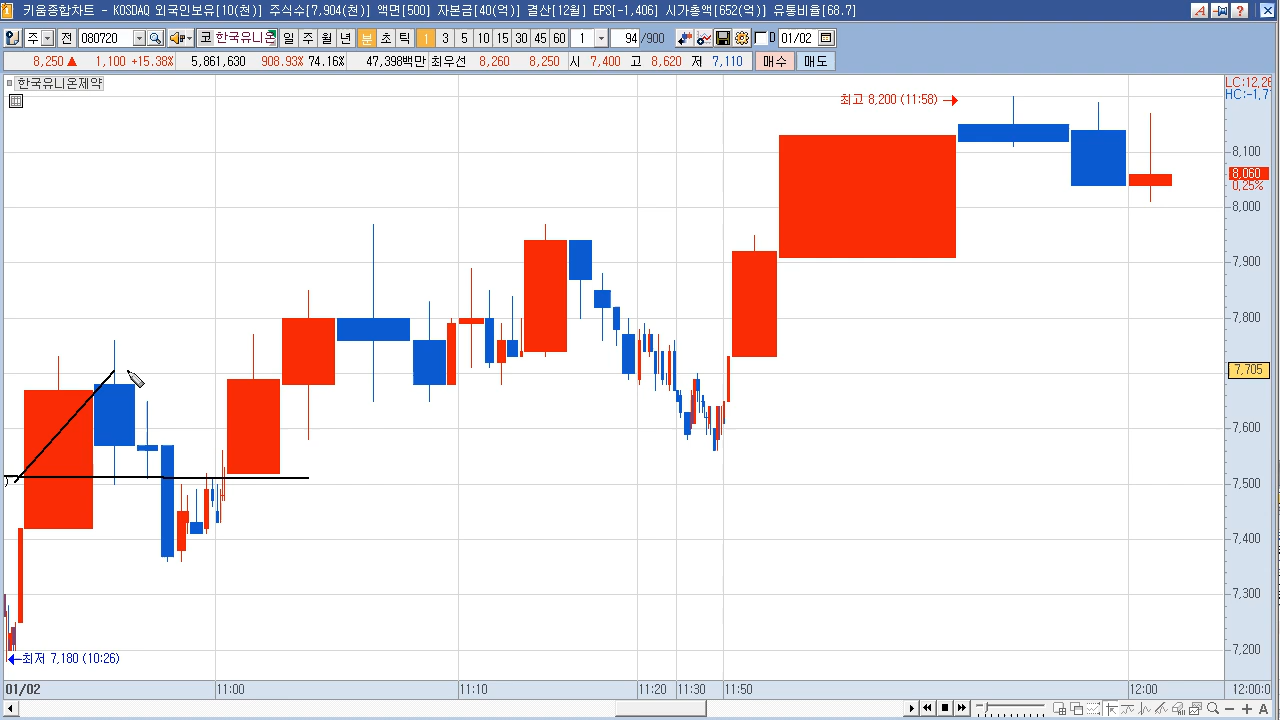 키움종합차트 - KOSDAQ 외국인보유[10(천)] 주식수[7,904(천)] 액면[500] 자본금[40(억)] 결산[12월] EPS[-1,406] 시가총액[652(억)] 유통비율[68.7]
주 전 080720 코 한국유니온 일 주 월 년 분 초 틱 1 3 5 10 15 30 45 60 1 94 /900 D 01/02
8,250 ▲ 1,100 +15.38% 5,861,630 908.93% 74.16% 47,398백만 최우선 8,260 8,250 시 7,400 고 8,620 저 7,110 매수 매도
한국유니온제약
LC:12,26
HC:-1,7
최고 8,200 (11:58)
8,100
8,060
0,25%
8,000
7,900
7,800
7,705
7,600
7,500
7,400
7,300
7,200
최저 7,180 (10:26)
01/02 11:00 11:10 11:20 11:30 11:50 12:00 12:00:0